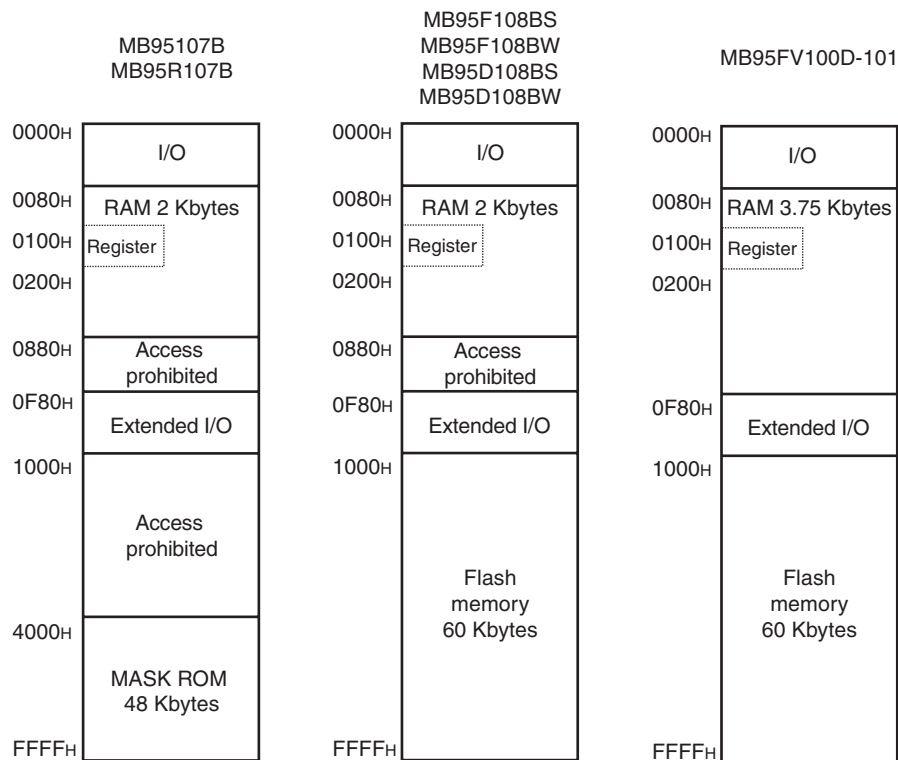 MB95107B
MB95R107B
0000H
I/O
0080H
RAM 2 Kbytes
0100H
Register
0200H
0880H
Access
prohibited
0F80H
Extended I/O
1000H
Access
prohibited
4000H
MASK ROM
48 Kbytes
FFFFH
MB95F108BS
MB95F108BW
MB95D108BS
MB95D108BW
0000H
I/O
0080H
RAM 2 Kbytes
0100H
Register
0200H
0880H
Access
prohibited
0F80H
Extended I/O
1000H
Flash
memory
60 Kbytes
FFFFH
MB95FV100D-101
0000H
I/O
0080H
RAM 3.75 Kbytes
0100H
Register
0200H
0F80H
Extended I/O
1000H
Flash
memory
60 Kbytes
FFFFH